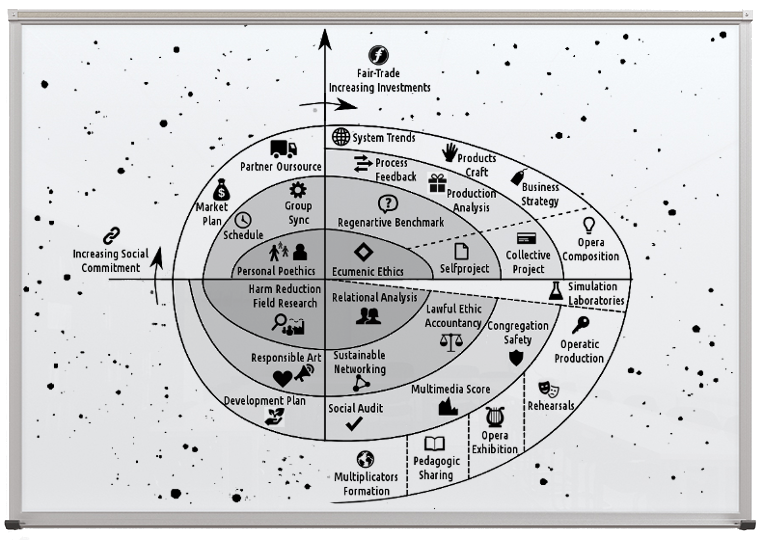 Fair-Trade
Increasing Investments
System Trends
Partner Oursource
Process
Feedback
Products
Craft
Market
Plan
Group
Sync
Production
Analysis
Business
Strategy
Schedule
Regenartive Benchmark
Increasing Social
Commitment
Personal Poethics
Ecumenic Ethics
Selfproject
Collective
Project
Opera
Composition
Harm Reduction
Field Research
Relational Analysis
Simulation
Laboratories
Lawful Ethic
Accountancy
Congregation
Safety
Operatic
Production
Responsible Art
Sustainable
Networking
Development Plan
Social Audit
Multimedia Score
Rehearsals
Opera
Exhibition
Pedagogic
Sharing
Multiplicators
Formation